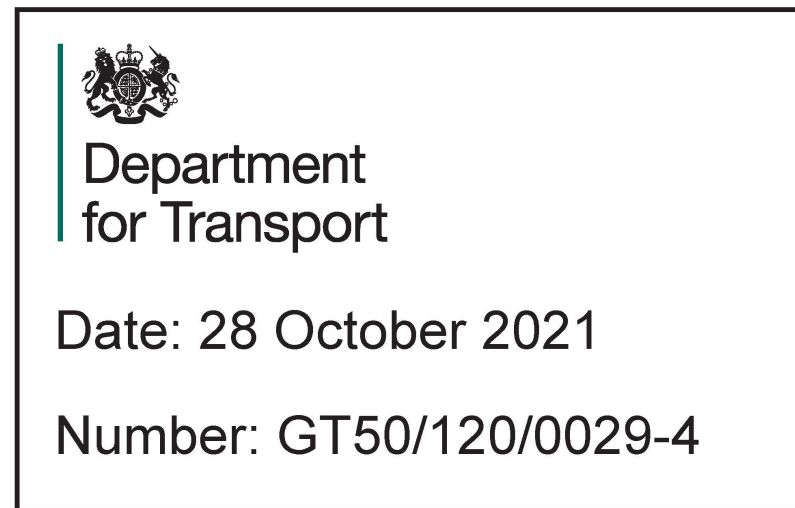 Department
for Transport
Date: 28 October 2021
Number: GT50/120/0029-4